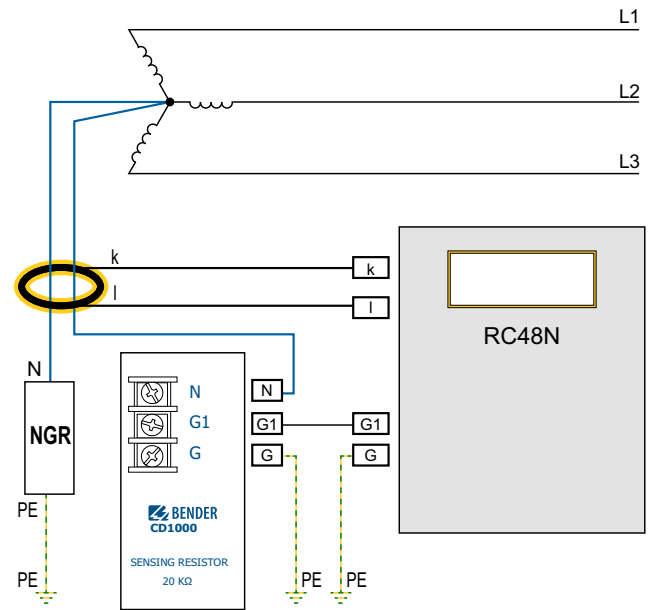 L1
L2
L3
k
k
l
l
RC48N
N
NGR
N
N
G1
G1
G1
G
G
G
BENDER
CD1000
SENSING RESISTOR
20 KΩ
PE
PE
PE
PE